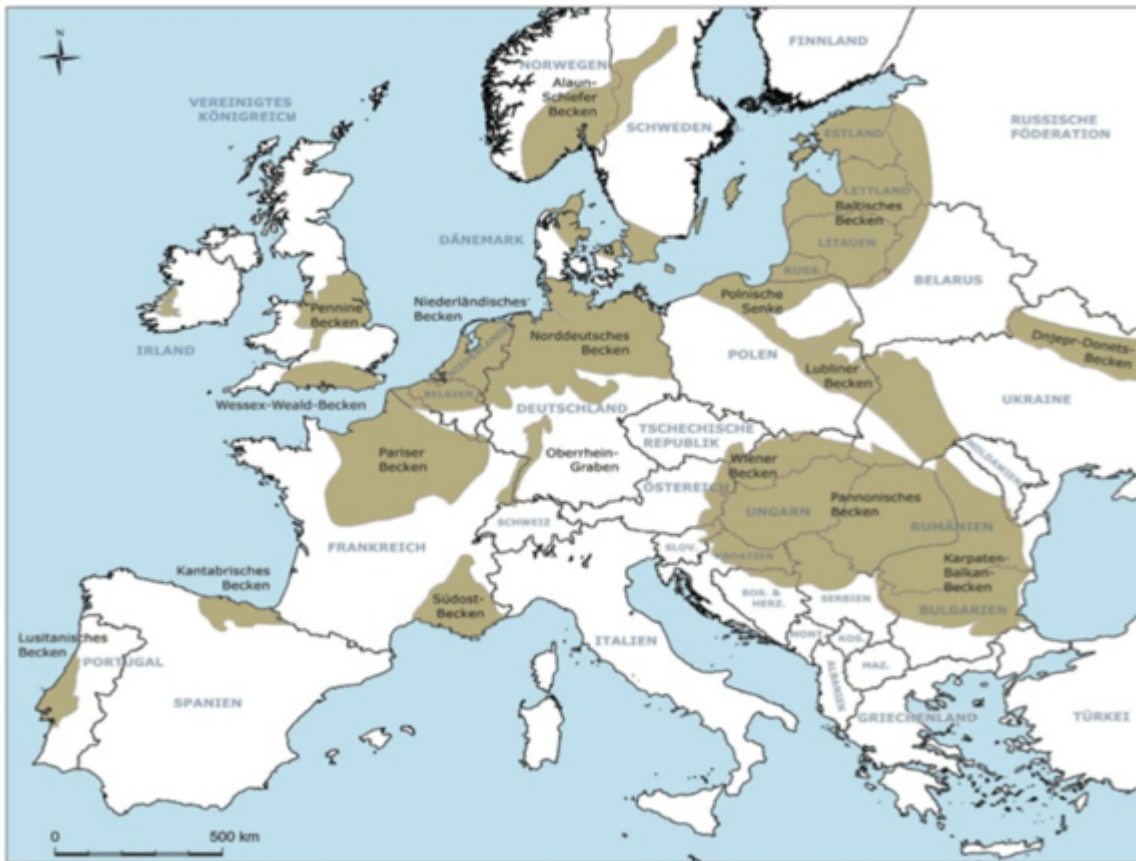 N
FINNLAND
NORWEGEN
Alaun-
Schiefer
Becken
VEREINIGTES
KÖNIGREICH
SCHWEDEN
RUSSISCHE
FÖDERATION
ESTLAND
LETTLAND
Baltisches
Becken
LITAUEN
RUSS.
DÄNEMARK
BELARUS
Polnische
Senke
Niederländisches
Becken
Pennine
Becken
Norddeutsches
Becken
IRLAND
POLEN
Dnjepr-Donets-
Becken
Lubliner
Becken
NIEDERLANDE
BELGIEN
Wessex-Weald-Becken
DEUTSCHLAND
UKRAINE
TSCHECHISCHE
REPUBLIK
Pariser
Becken
Oberrhein-
Graben
Wiener
Becken
MOLDAWIEN
ÖSTEREICH
Pannonisches
Becken
UNGARN
RUMÄNIEN
SCHWEIZ
FRANKREICH
SLOV.
KROATIEN
Karpaten-
Balkan-
Becken
Kantabrisches
Becken
Südost-
Becken
BOS. &
HERZ.
SERBIEN
BULGARIEN
Lusitanisches
Becken
ITALIEN
MONT.
KOS.
PORTUGAL
MAZ.
ALBANIEN
SPANIEN
GRIECHENLAND
TÜRKEI
0
500 km